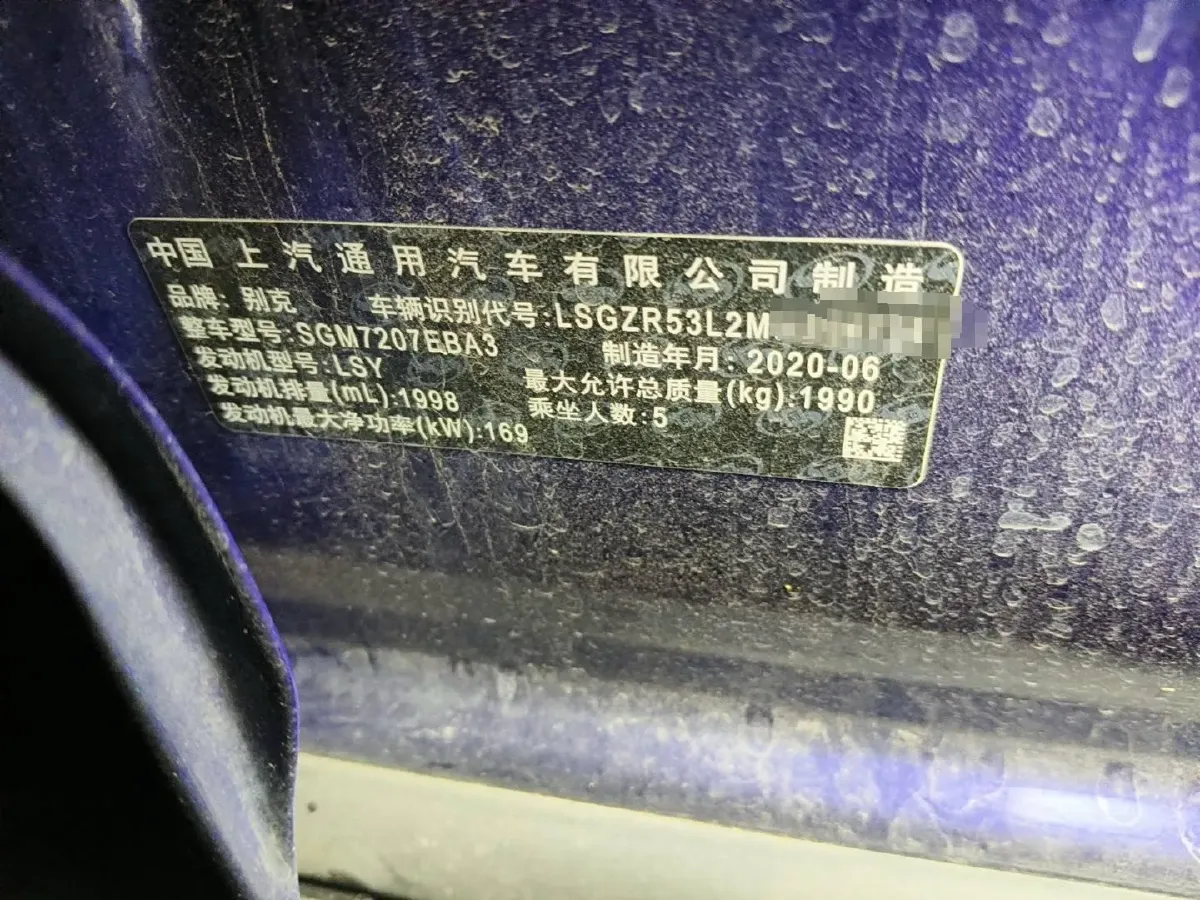 中国上汽通用汽车有限公司制造
品牌: 别克 车辆识别代号:LSGZR53L2M
整车型号:SGM7207EBA3 制造年月: 2020-06
发动机型号:LSY 最大允许总质量(kg):1990
发动机排量(mL):1998 乘坐人数:5
发动机最大净功率(kW):169